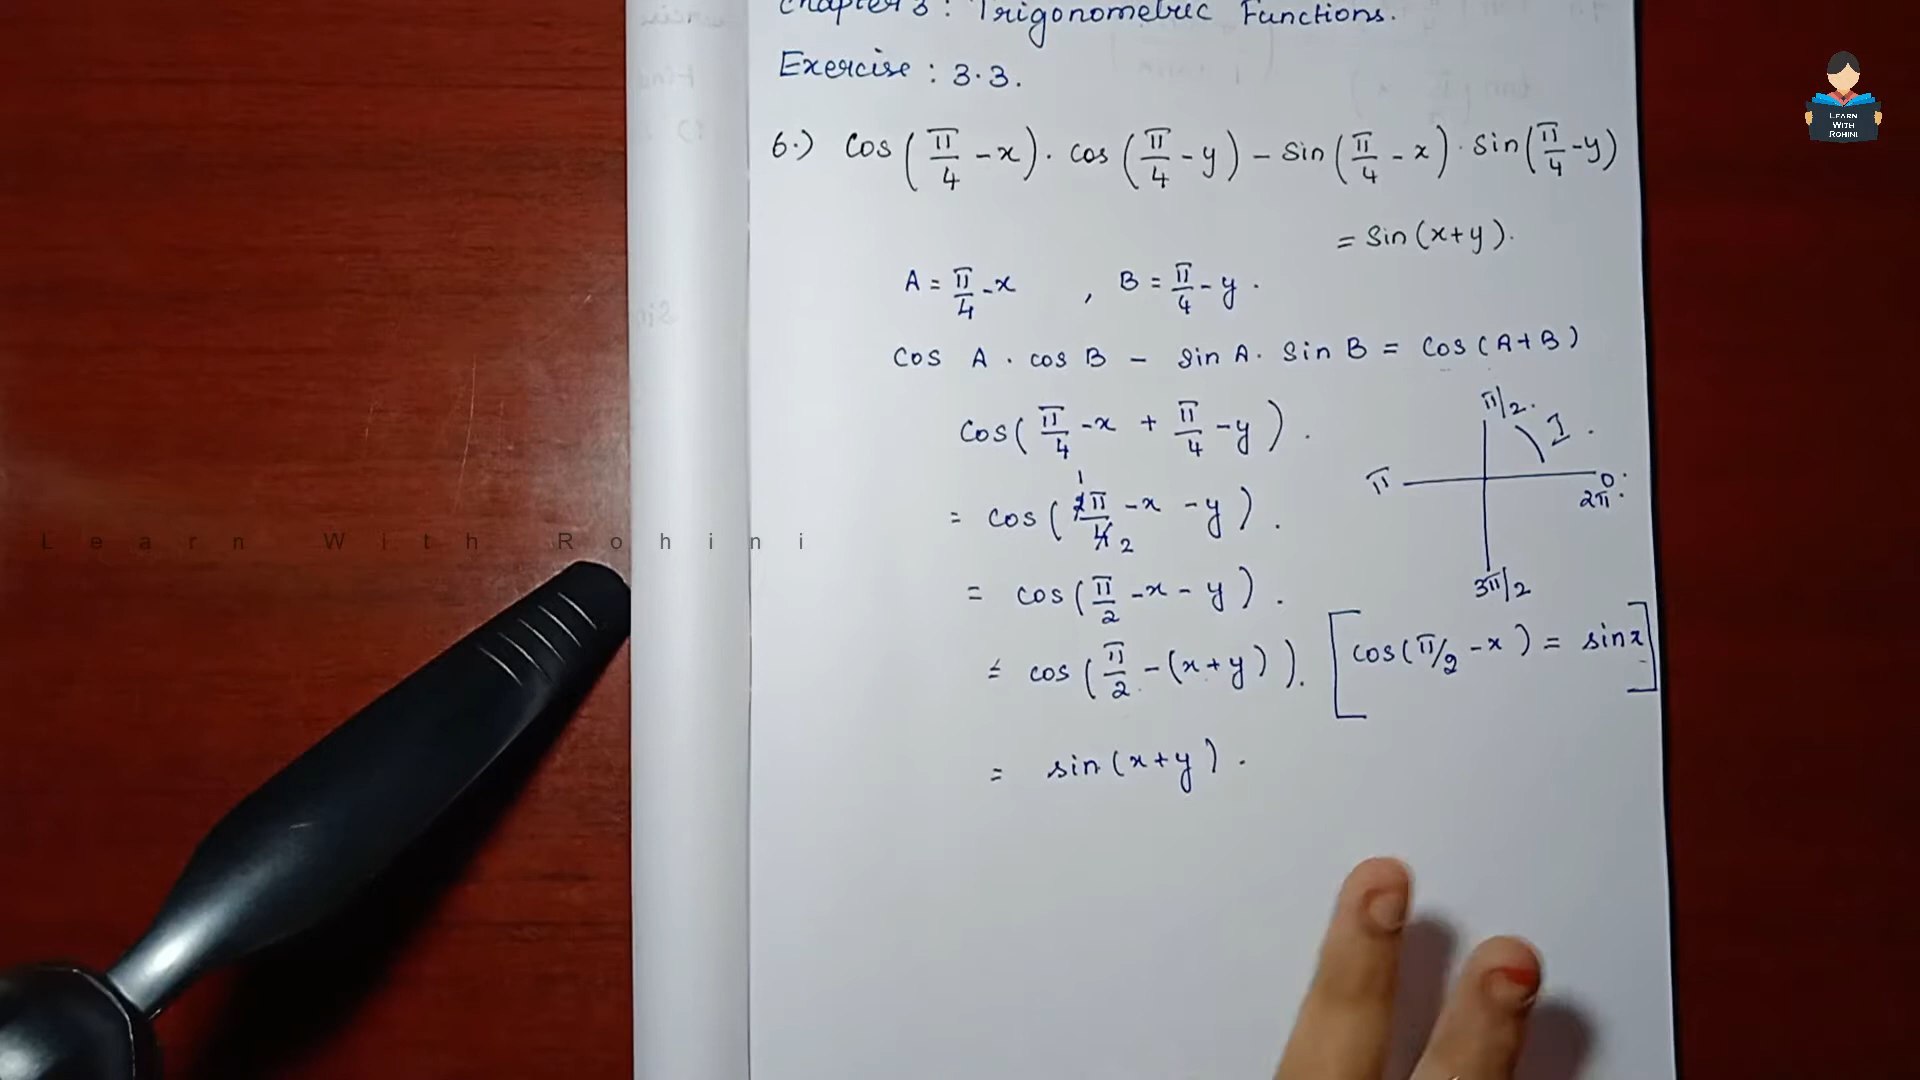 Chapter 3 : Trigonometric Functions.
Exercise : 3.3.
6.) cos(π/4 - x) . cos(π/4 - y) - sin(π/4 - x) . sin(π/4 - y)
= sin(x+y).
A = π/4 - x , B = π/4 - y .
cos A . cos B - sin A . sin B = cos(A+B)
cos(π/4 - x + π/4 - y) .
= cos(2π/4 - x - y) .
1
2
= cos(π/2 - x - y) .
= cos(π/2 - (x+y)). [cos(π/2 - x) = sin x]
= sin(x+y) .
π/2.
I .
π
0
2π
3π/2
Learn With Rohini
LEARN
WITH
ROHINI